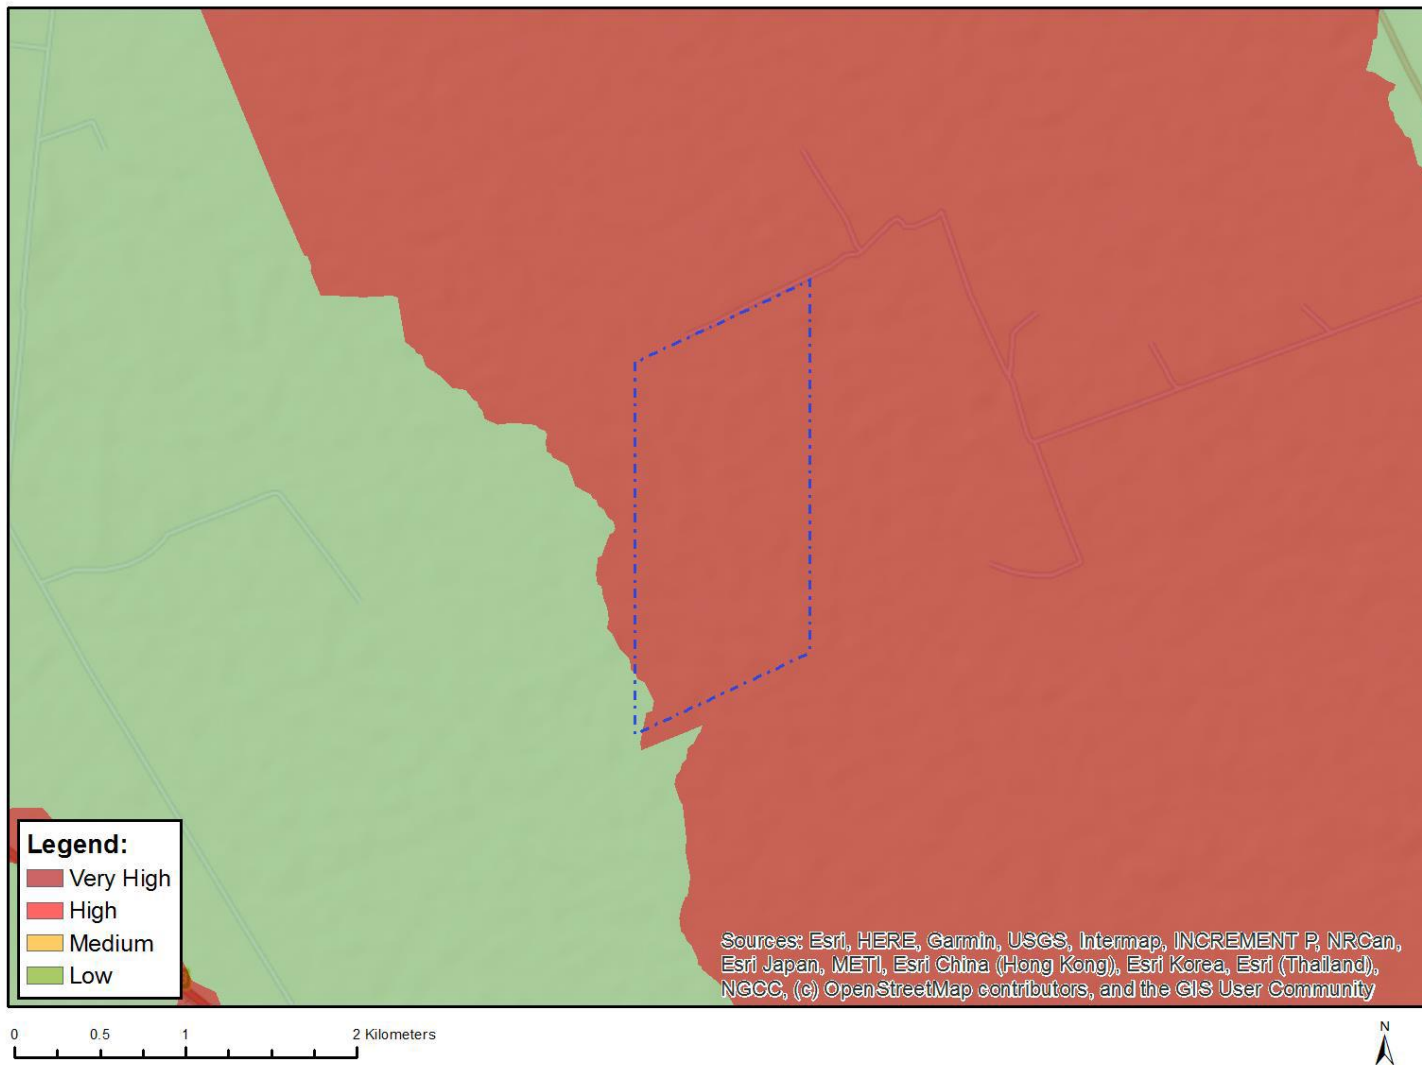 Legend:
Very High
High
Medium
Low
Sources: Esri, HERE, Garmin, USGS, Intermap, INCREMENT P, NRCan,
Esri Japan, METI, Esri China (Hong Kong), Esri Korea, Esri (Thailand),
NGCC, (c) OpenStreetMap contributors, and the GIS User Community
0 0.5 1 2 Kilometers
N